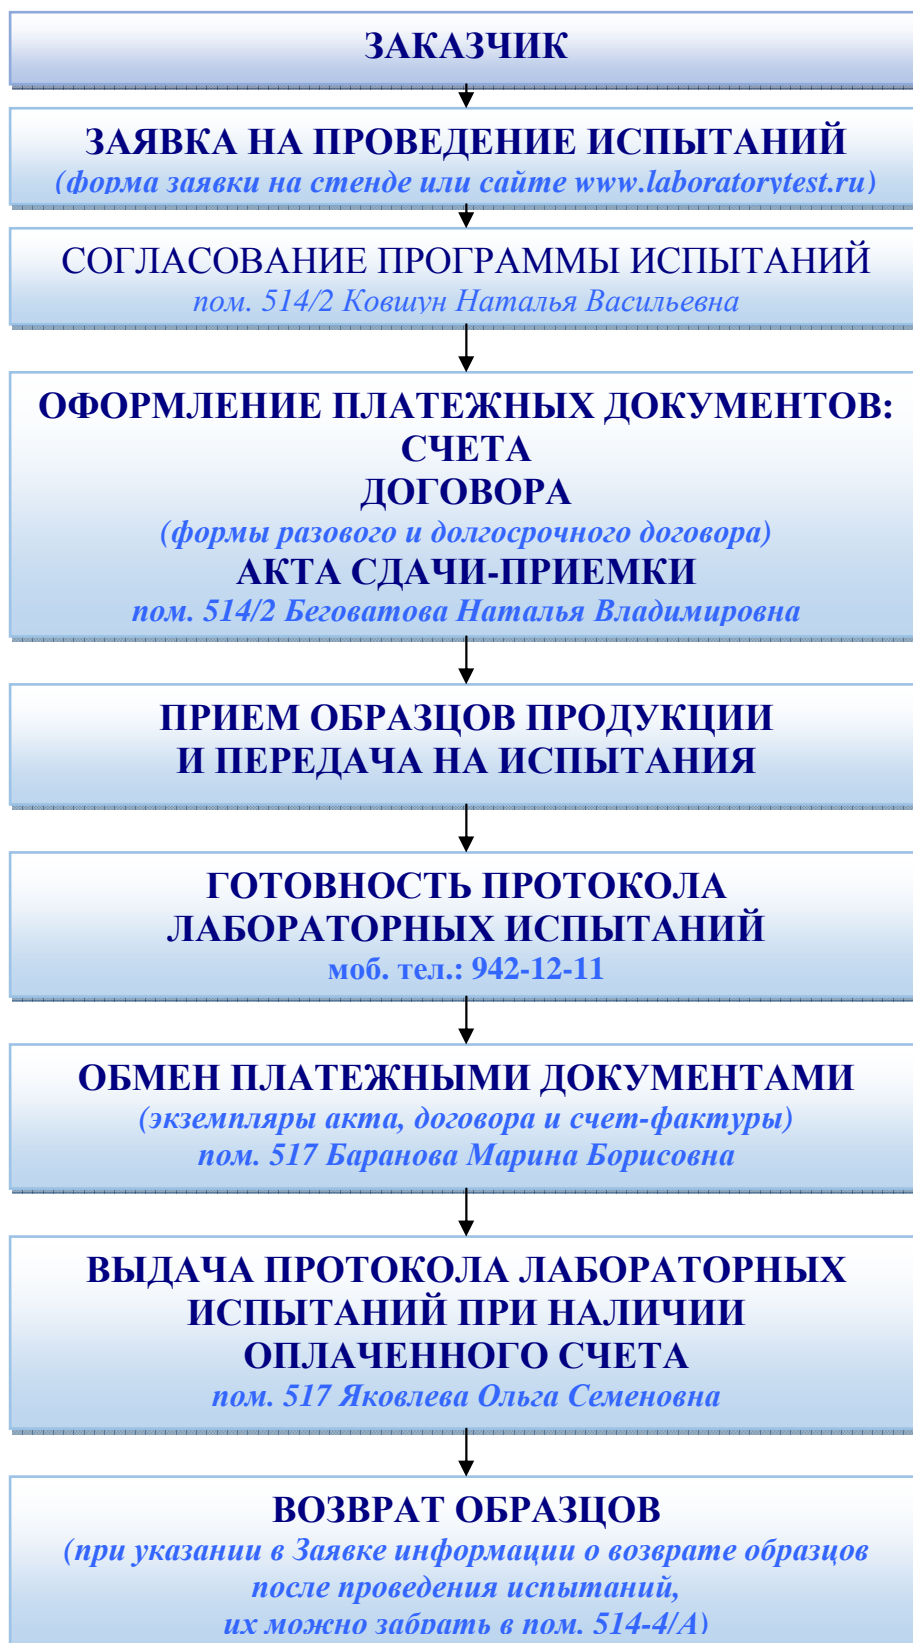 ЗАКАЗЧИК
ЗАЯВКА НА ПРОВЕДЕНИЕ ИСПЫТАНИЙ
(форма заявки на стенде или сайте www.laboratorytest.ru)
СОГЛАСОВАНИЕ ПРОГРАММЫ ИСПЫТАНИЙ
пом. 514/2 Ковшун Наталья Васильевна
ОФОРМЛЕНИЕ ПЛАТЕЖНЫХ ДОКУМЕНТОВ:
СЧЕТА
ДОГОВОРА
(формы разового и долгосрочного договора)
АКТА СДАЧИ-ПРИЕМКИ
пом. 514/2 Беговатова Наталья Владимировна
ПРИЕМ ОБРАЗЦОВ ПРОДУКЦИИ
И ПЕРЕДАЧА НА ИСПЫТАНИЯ
ГОТОВНОСТЬ ПРОТОКОЛА
ЛАБОРАТОРНЫХ ИСПЫТАНИЙ
моб. тел.: 942-12-11
ОБМЕН ПЛАТЕЖНЫМИ ДОКУМЕНТАМИ
(экземпляры акта, договора и счет-фактуры)
пом. 517 Баранова Марина Борисовна
ВЫДАЧА ПРОТОКОЛА ЛАБОРАТОРНЫХ
ИСПЫТАНИЙ ПРИ НАЛИЧИИ
ОПЛАЧЕННОГО СЧЕТА
пом. 517 Яковлева Ольга Семеновна
ВОЗВРАТ ОБРАЗЦОВ
(при указании в Заявке информации о возврате образцов
после проведения испытаний,
их можно забрать в пом. 514-4/А)